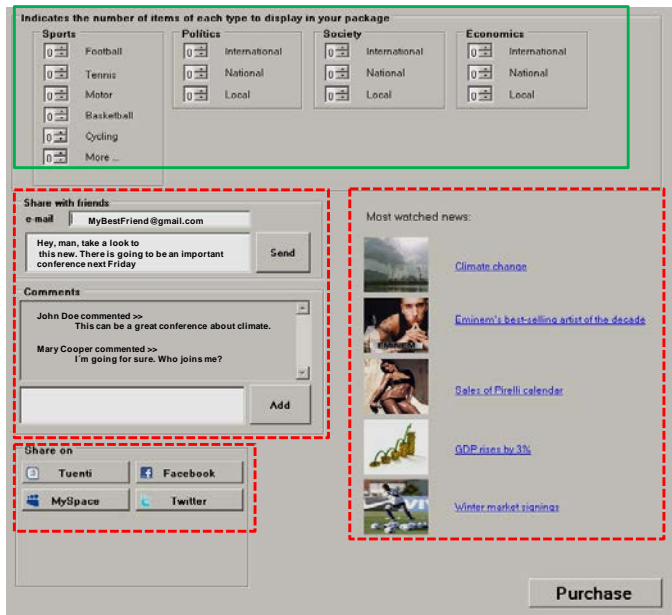 Indicates the number of items of each type to display in your package
Sports
0 Football
0 Tennis
0 Motor
0 Basketball
0 Cycling
0 More ...
Politics
0 International
0 National
0 Local
Society
0 International
0 National
0 Local
Economics
0 International
0 National
0 Local
Share with friends
e-mail MyBestFriend@gmail.com
Hey, man, take a look to
this new. There is going to be an important
conference next Friday
Send
Comments
John Doe commented >>
This can be a great conference about climate.
Mary Cooper commented >>
I´m going for sure. Who joins me?
Add
Share on
Tuenti
Facebook
MySpace
Twitter
Most watched news:
Climate change
EMINEM
Eminem's best-selling artist of the decade
Sales of Pirelli calendar
GDP rises by 3%
Winter market signings
Purchase